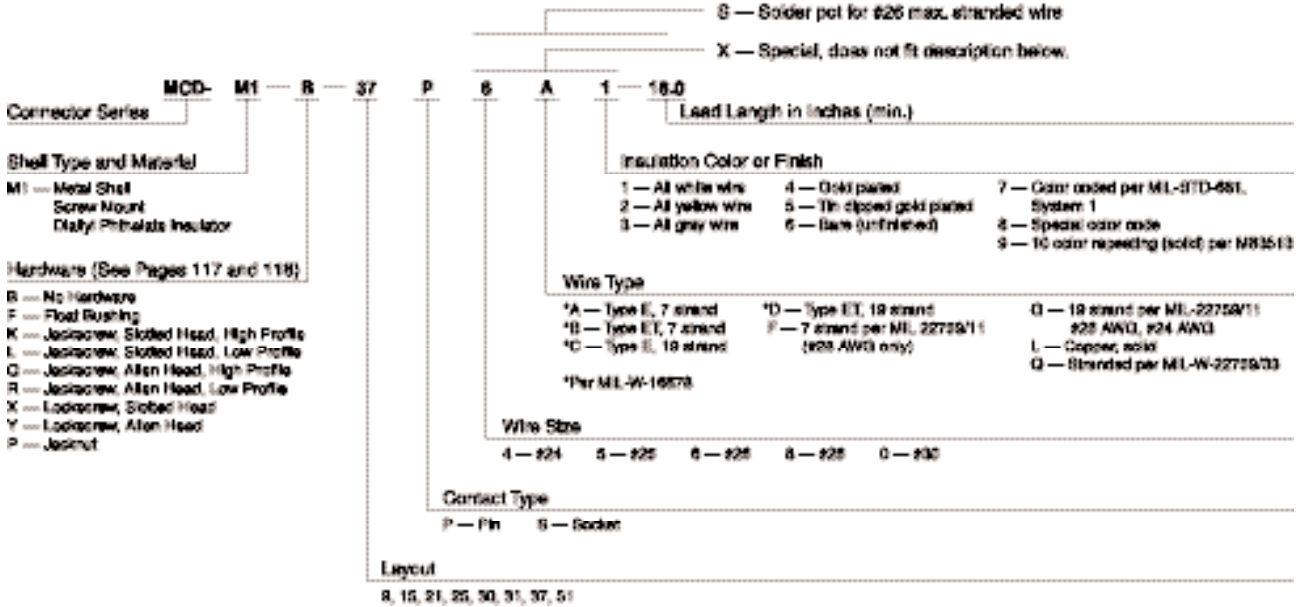 S — Solder pot for #26 max. stranded wire
X — Special, does not fit description below.
MCD- M1 — B — 37 P 6 A 1 — 18.0
Connector Series
Lead Length in Inches (min.)
Shell Type and Material
M1 — Metal Shell
Screw Mount
Diallyl Phthalate Insulator
Insulation Color or Finish
1 — All white wire
2 — All yellow wire
3 — All gray wire
4 — Gold plated
5 — Tin dipped gold plated
6 — Bare (unfinished)
7 — Color coded per MIL-STD-681,
System 1
8 — Special color code
9 — 10 color repeating (solid) per M83513
Hardware (See Pages 117 and 118)
B — No Hardware
F — Float Bushing
K — Jackscrew, Slotted Head, High Profile
L — Jackscrew, Slotted Head, Low Profile
Q — Jackscrew, Allen Head, High Profile
R — Jackscrew, Allen Head, Low Profile
X — Lockscrew, Slotted Head
Y — Lockscrew, Allen Head
P — Jacknut
Wire Type
*A — Type E, 7 strand
*B — Type ET, 7 strand
*C — Type E, 19 strand
*Per MIL-W-16878
*D — Type ET, 19 strand
F — 7 strand per MIL 22759/11
(#28 AWG only)
G — 19 strand per MIL-22759/11
#26 AWG, #24 AWG
L — Copper, solid
Q — Stranded per MIL-W-22759/33
Wire Size
4 — #24 5 — #25 6 — #26 8 — #28 0 — #30
Contact Type
P — Pin S — Socket
Layout
9, 15, 21, 25, 30, 31, 37, 51